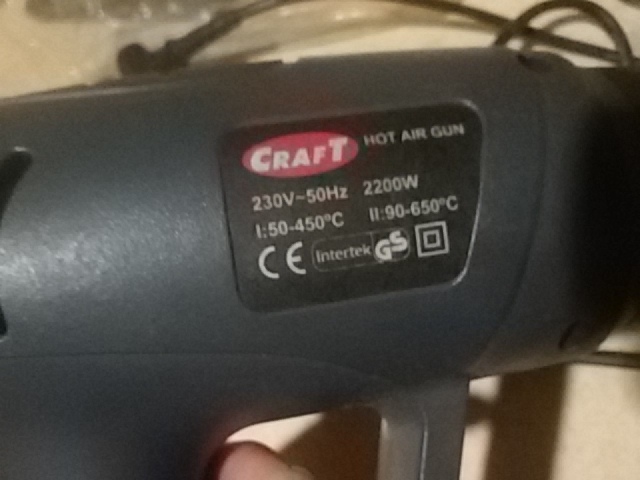 CRAFT HOT AIR GUN
230V~50Hz 2200W
I:50-450°C II:90-650°C
CE Intertek GS